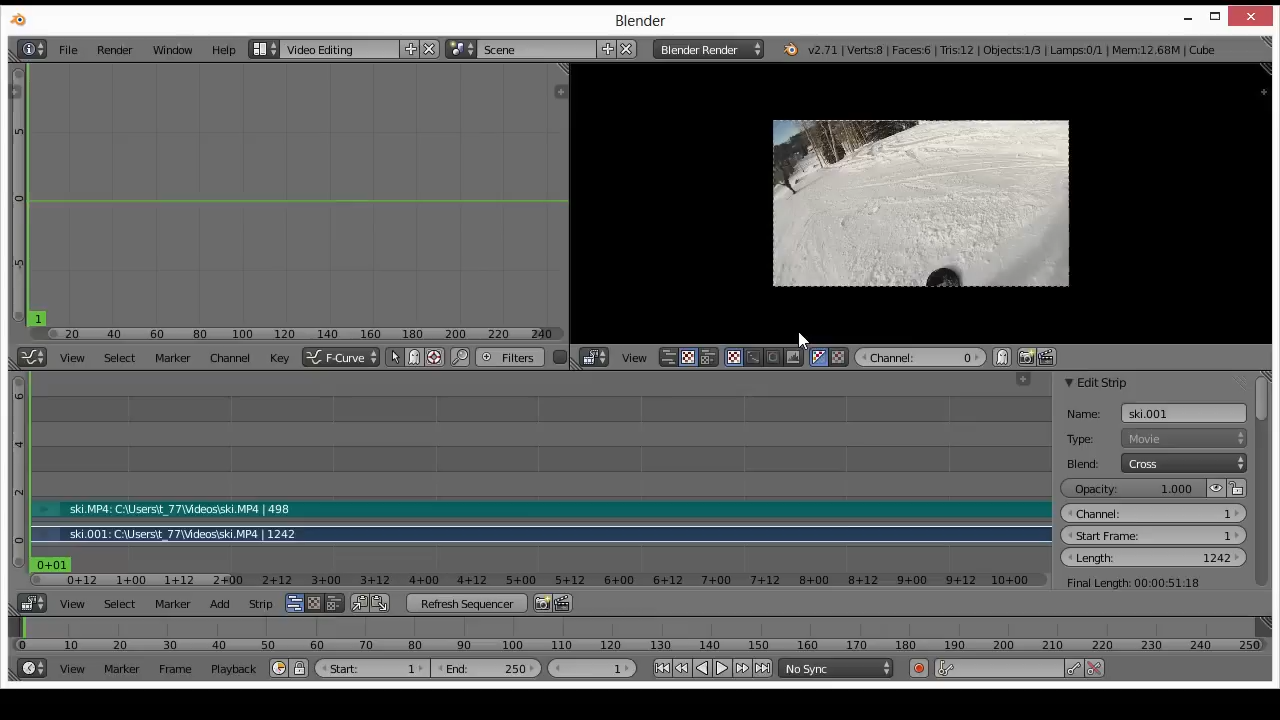 Blender
File Render Window Help Video Editing Scene Blender Render v2.71 | Verts:8 | Faces:6 | Tris:12 | Objects:1/3 | Lamps:0/1 | Mem:12.68M | Cube
5
0
-5
1
20 40 60 80 100 120 140 160 180 200 220 240
View Select Marker Channel Key F-Curve Filters
View Channel: 0
6
4
2
0
ski.MP4: C:\Users\t_77\Videos\ski.MP4 | 498
ski.001: C:\Users\t_77\Videos\ski.MP4 | 1242
0+01
0+12 1+00 1+12 2+00 2+12 3+00 3+12 4+00 4+12 5+00 5+12 6+00 6+12 7+00 7+12 8+00 8+12 9+00 9+12 10+00
Edit Strip
Name: ski.001
Type: Movie
Blend: Cross
Opacity: 1.000
Channel: 1
Start Frame: 1
Length: 1242
Final Length: 00:00:51:18
View Select Marker Add Strip Refresh Sequencer
0 10 20 30 40 50 60 70 80 90 100 110 120 130 140 150 160 170 180 190 200 210 220 230 240 250
View Marker Frame Playback Start: 1 End: 250 1 No Sync